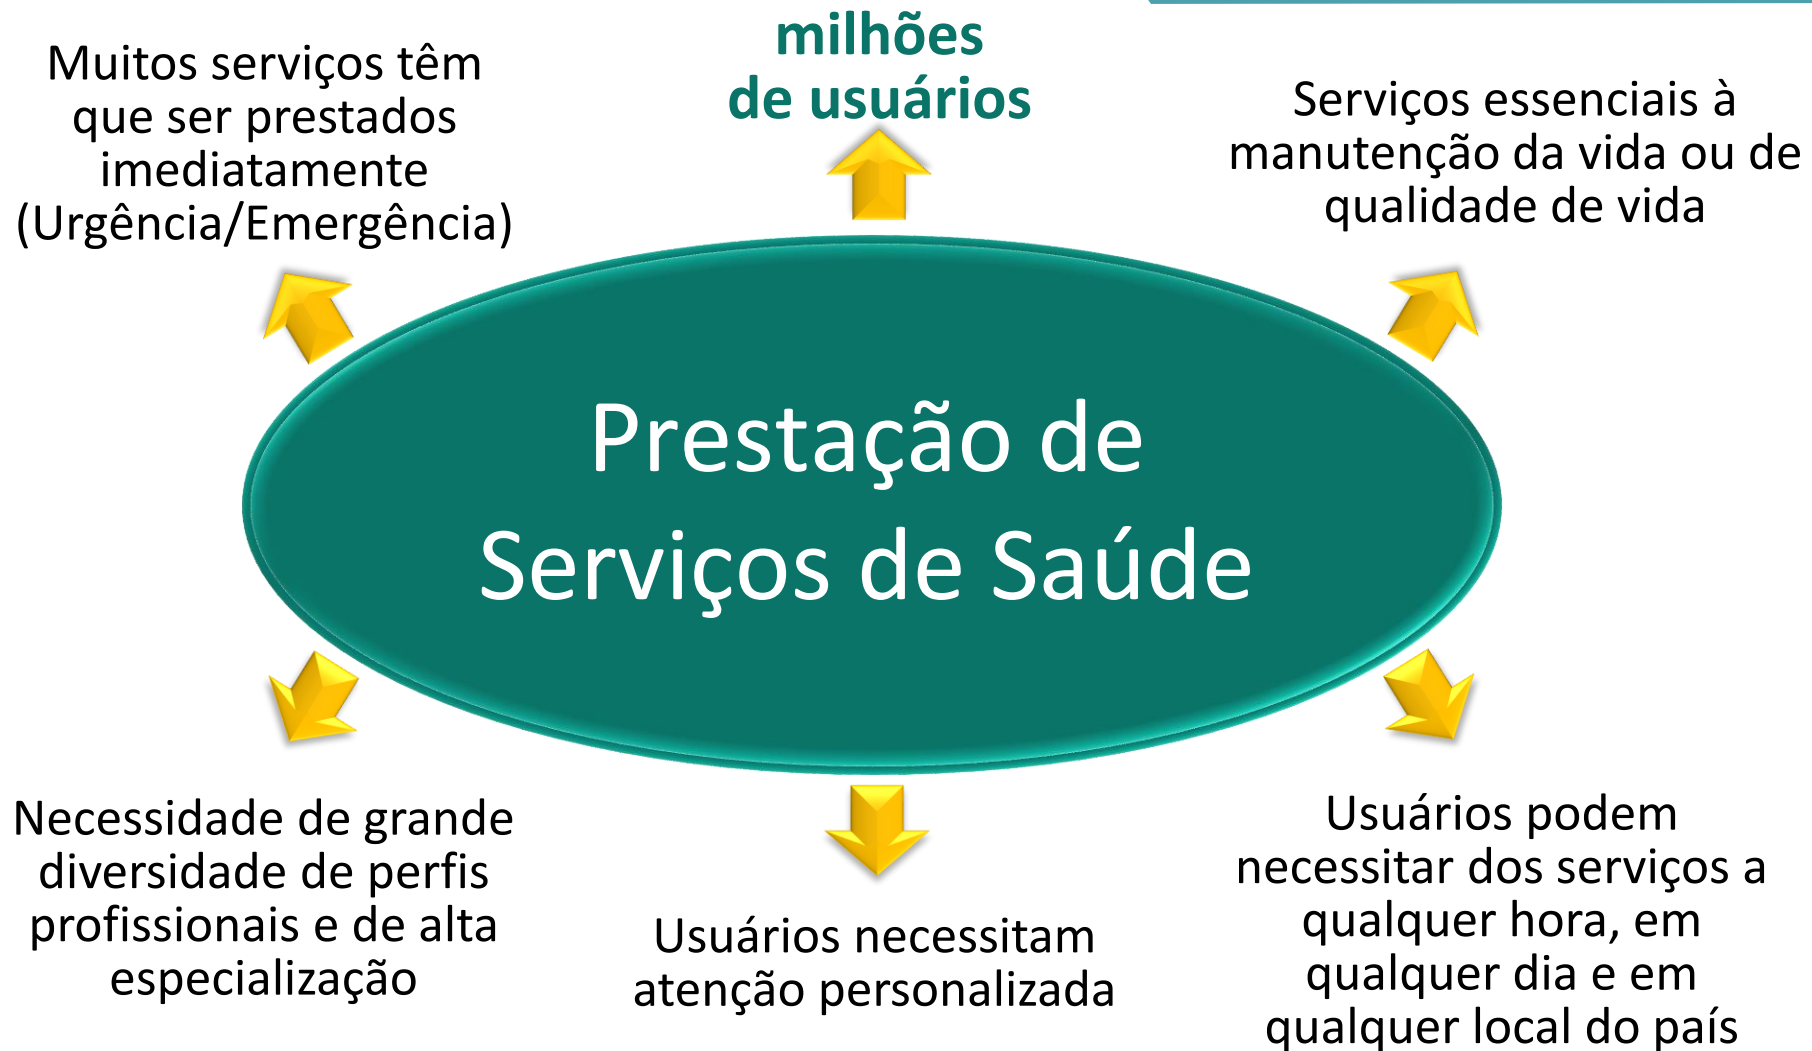 milhões
de usuários
Muitos serviços têm
que ser prestados
imediatamente
(Urgência/Emergência)
Serviços essenciais à
manutenção da vida ou de
qualidade de vida
Prestação de
Serviços de Saúde
Necessidade de grande
diversidade de perfis
profissionais e de alta
especialização
Usuários necessitam
atenção personalizada
Usuários podem
necessitar dos serviços a
qualquer hora, em
qualquer dia e em
qualquer local do país